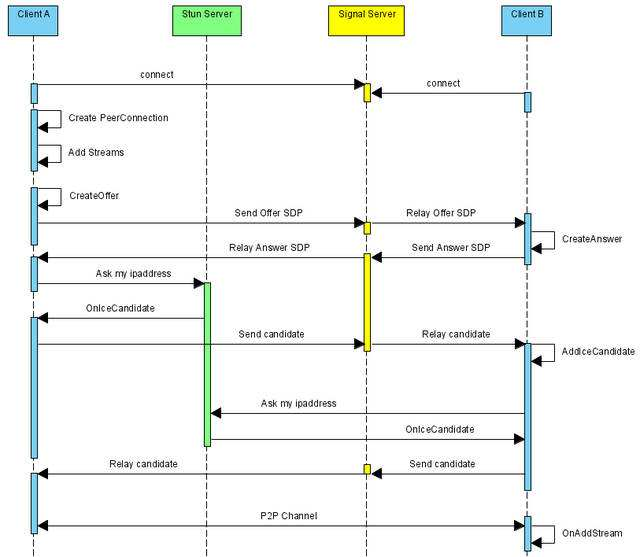 Client A
Stun Server
Signal Server
Client B
connect
connect
Create PeerConnection
Add Streams
CreateOffer
Send Offer SDP
Relay Offer SDP
CreateAnswer
Relay Answer SDP
Send Answer SDP
Ask my ipaddress
OnIceCandidate
Send candidate
Relay candidate
AddIceCandidate
Ask my ipaddress
OnIceCandidate
Relay candidate
Send candidate
P2P Channel
OnAddStream